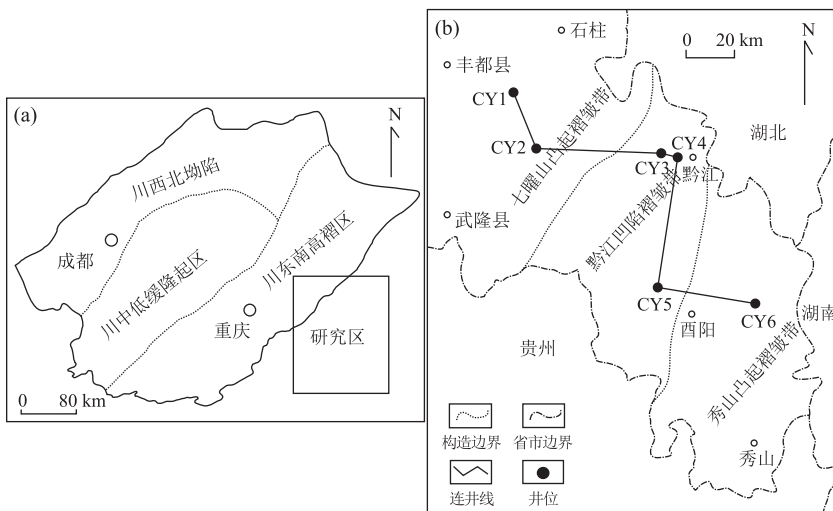 (a)
N
川西北坳陷
成都
川中低缓隆起区
川东南高褶区
重庆
研究区
0 80 km
(b)
石柱
0 20 km
N
丰都县
CY1
CY2
七曜山凸起褶皱带
CY3
CY4
黔江
湖北
武隆县
黔江凹陷褶皱带
CY5
CY6
酉阳
湖南
贵州
秀山凸起褶皱带
秀山
构造边界
省市边界
连井线
井位